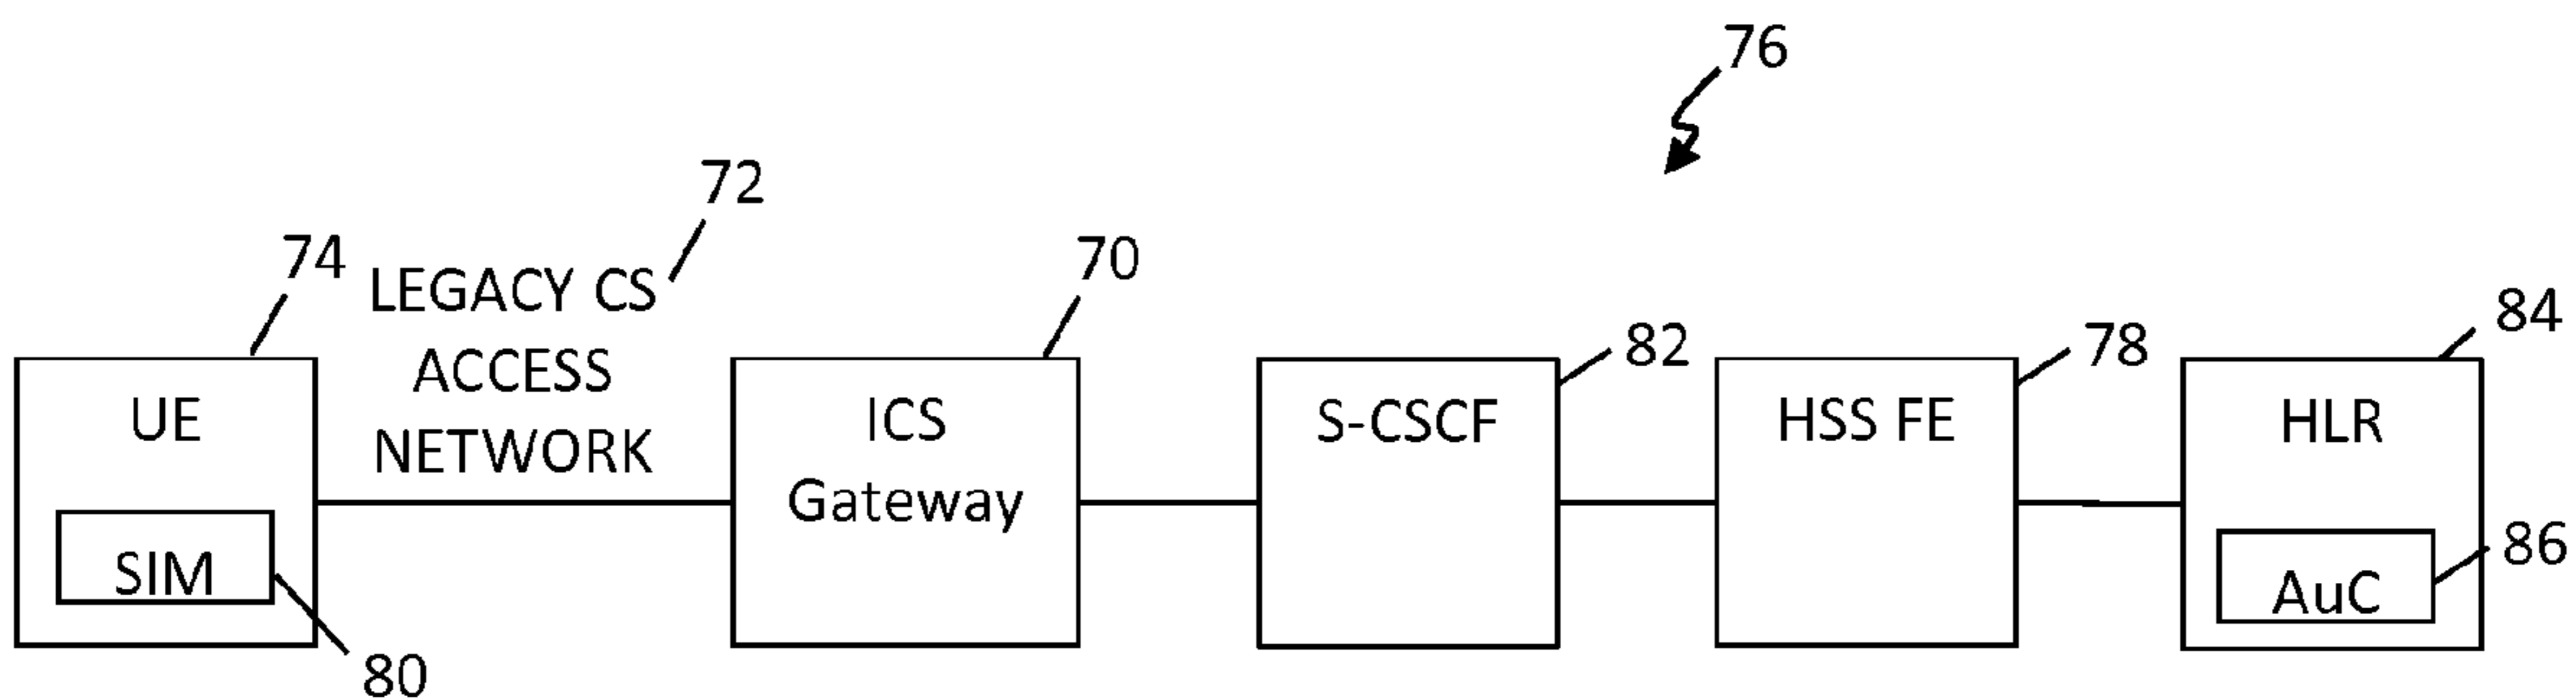 76
72
74
LEGACY CS
ACCESS
NETWORK
70
82
78
84
UE
SIM
80
ICS
Gateway
S-CSCF
HSS FE
HLR
AuC
86